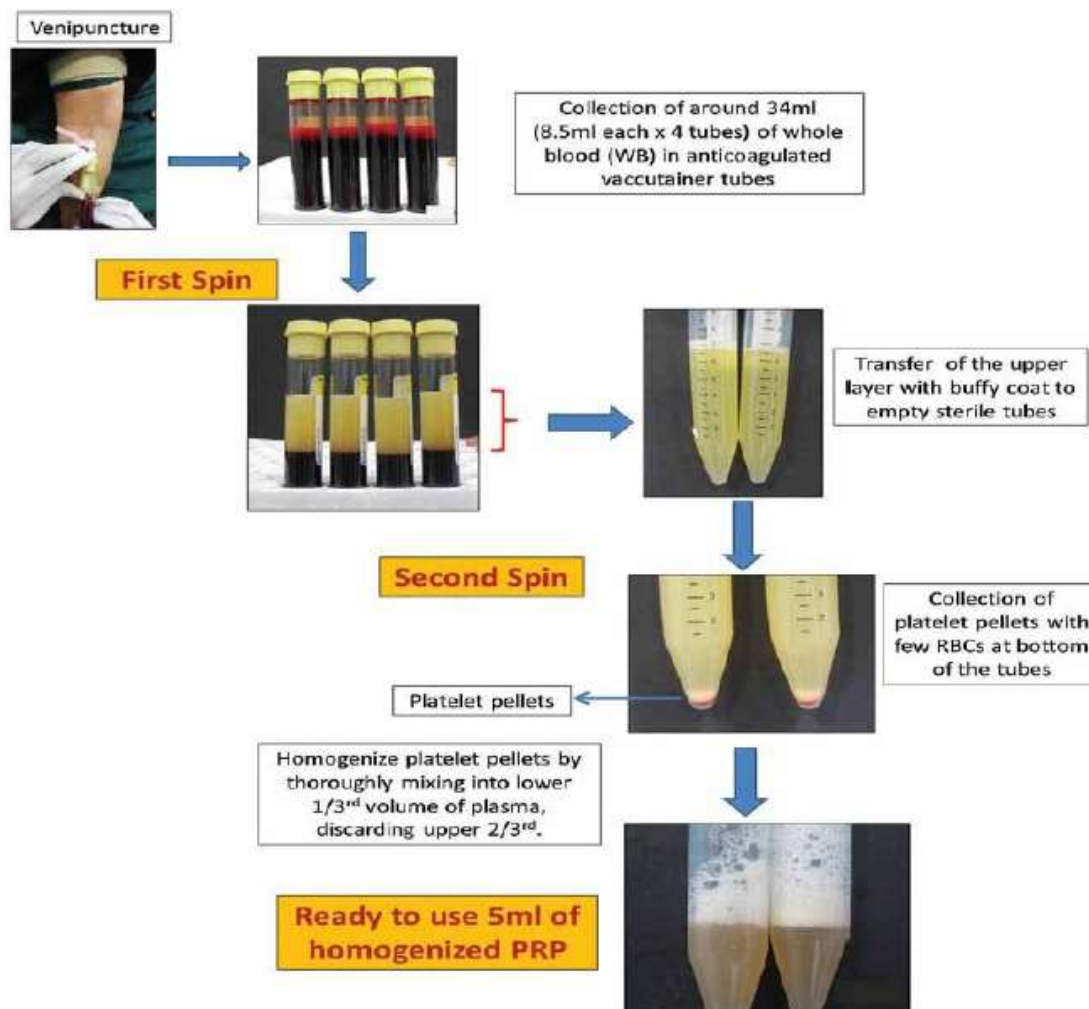 Venipuncture
Collection of around 34ml
(8.5ml each x 4 tubes) of whole
blood (WB) in anticoagulated
vaccutainer tubes
First Spin
Transfer of the upper
layer with buffy coat to
empty sterile tubes
Second Spin
Collection of
platelet pellets with
few RBCs at bottom
of the tubes
Platelet pellets
Homogenize platelet pellets by
thoroughly mixing into lower
1/3rd volume of plasma,
discarding upper 2/3rd.
Ready to use 5ml of
homogenized PRP